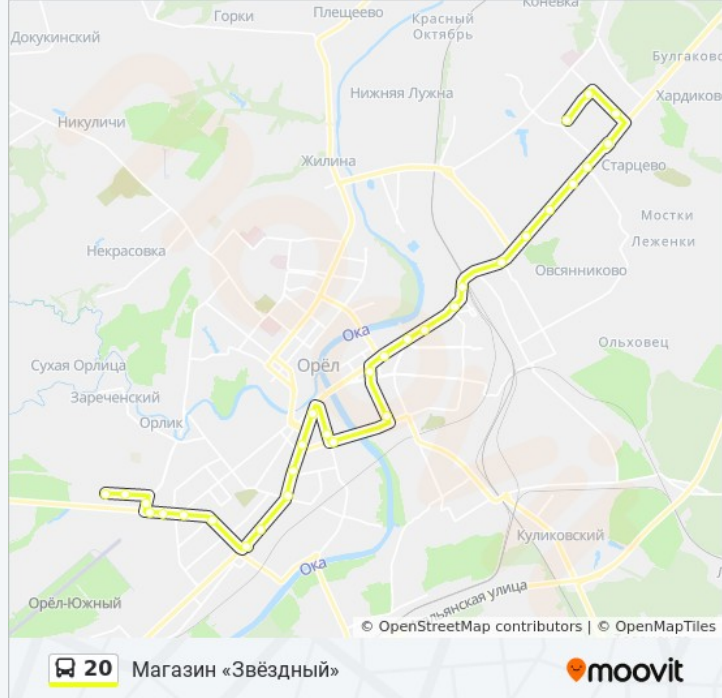 Горки
Плещеево
Коневка
Красный
Октябрь
Докукинский
Булгаково
Нижняя Лужна
Хардиково
Никуличи
Жилина
Старцево
Мостки
Леженки
Некрасовка
Овсянниково
Ока
Ольховец
Сухая Орлица
Орёл
Зареченский
Орлик
Куликовский
Ока
Орёл-Южный
льянская улица
© OpenStreetMap contributors | © OpenMapTiles
20 Магазин «Звёздный»
moovit